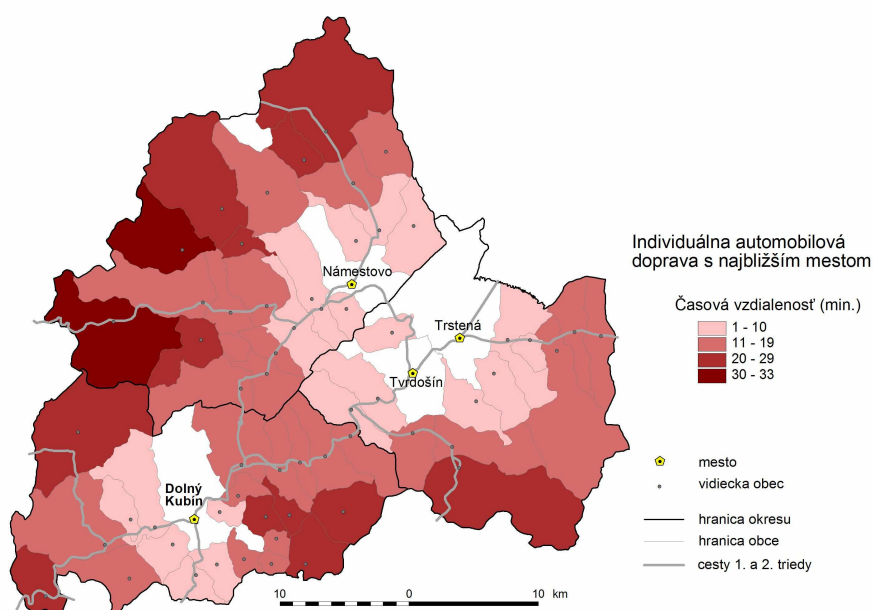 Námestovo
Trstená
Tvrdošín
Dolný
Kubín
Individuálna automobilová
doprava s najbližším mestom
Časová vzdialenosť (min.)
1 - 10
11 - 19
20 - 29
30 - 33
mesto
vidiecka obec
hranica okresu
hranica obce
cesty 1. a 2. triedy
10 0 10 km